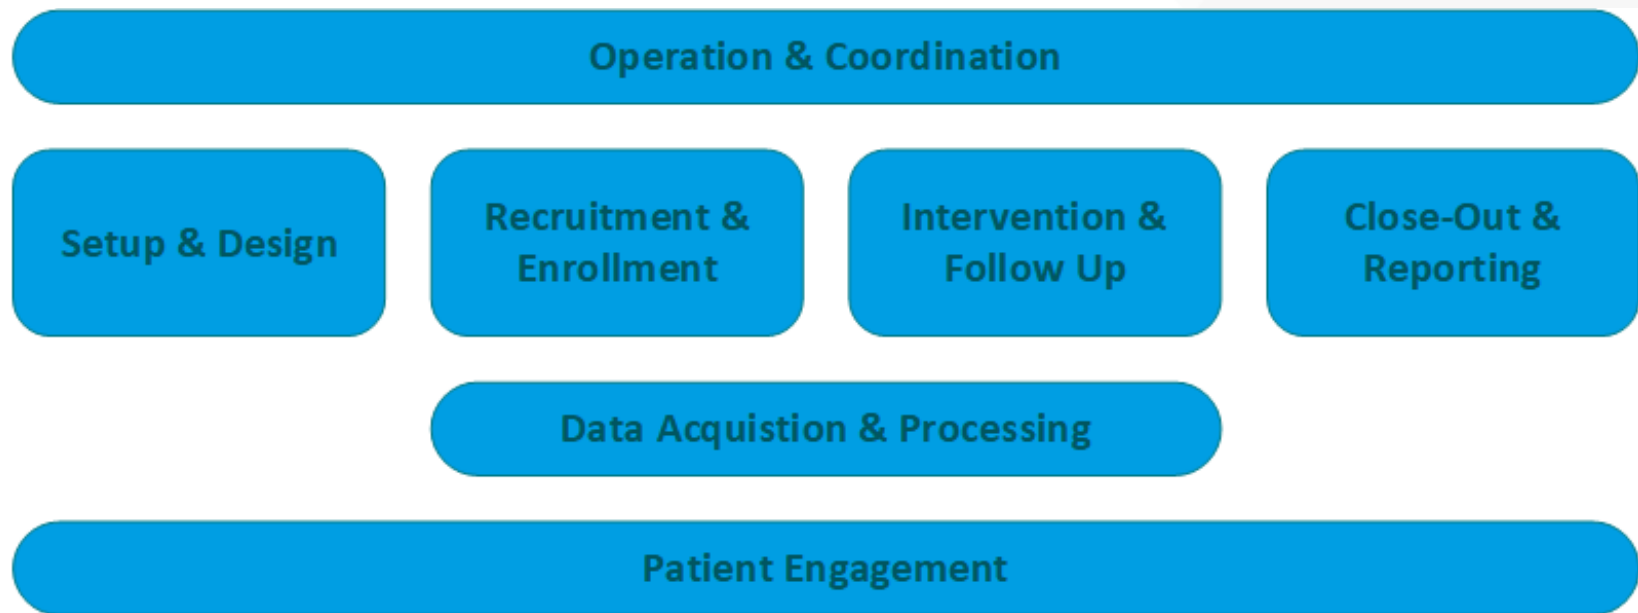 Operation & Coordination
Setup & Design
Recruitment &
Enrollment
Intervention &
Follow Up
Close-Out &
Reporting
Data Acquistion & Processing
Patient Engagement